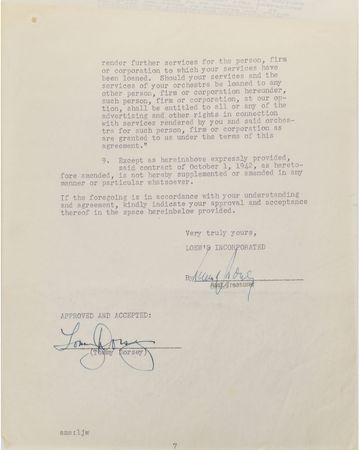 render further services for the person, firm
or corporation to which your services have
been loaned. Should your services and the
services of your orchestra be loaned to any
other person, firm or corporation hereunder,
such person, firm or corporation, at our op-
tion, shall be entitled to all or any of the
advertising and other rights in connection
with services rendered by you and said orches-
tra for such person, firm or corporation as
are granted to us under the terms of this
agreement."
9. Except as hereinabove expressly provided,
said contract of October 1, 1942, as hereto-
fore amended, is not hereby supplemented or amended in any
manner or particular whatsoever.
If the foregoing is in accordance with your understanding
and agreement, kindly indicate your approval and acceptance
thereof in the space hereinbelow provided.
Very truly yours,
LOEW'S INCORPORATED
By
Asst Treasurer
APPROVED AND ACCEPTED:
Tommy Dorsey
(Tommy Dorsey)
ams:ljw
7